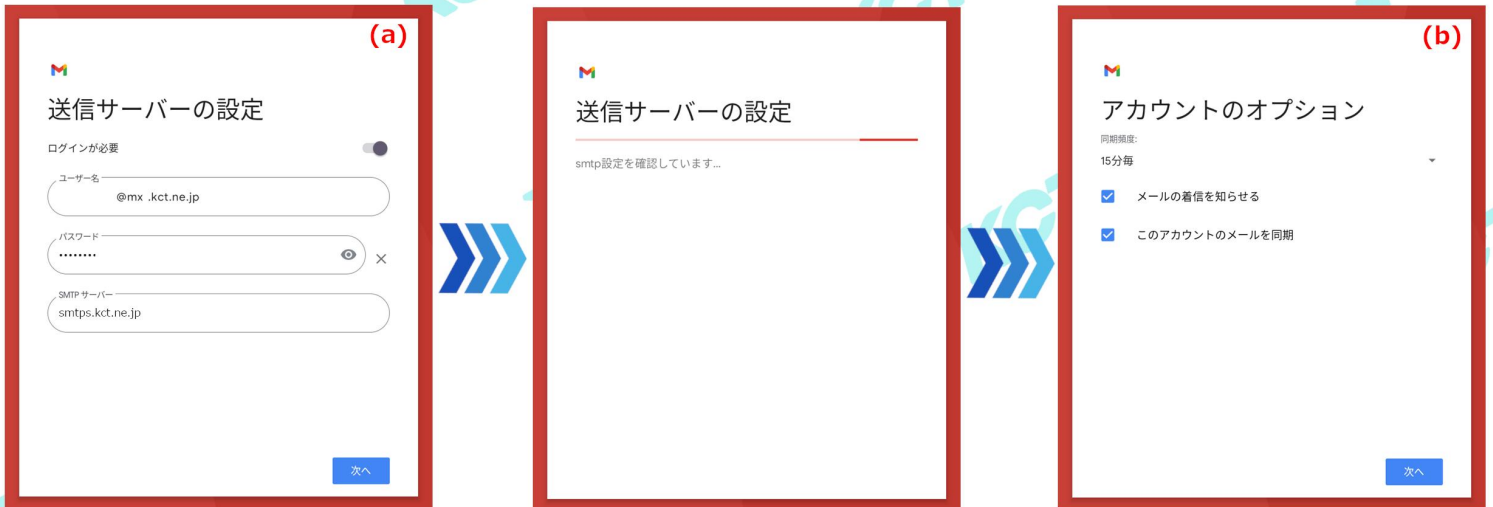 (a)
送信サーバーの設定
ログインが必要
ユーザー名
@mx .kct.ne.jp
パスワード
••••••••
SMTP サーバー
smtps.kct.ne.jp
次へ
送信サーバーの設定
smtp設定を確認しています...
(b)
アカウントのオプション
同期頻度:
15分毎
メールの着信を知らせる
このアカウントのメールを同期
次へ